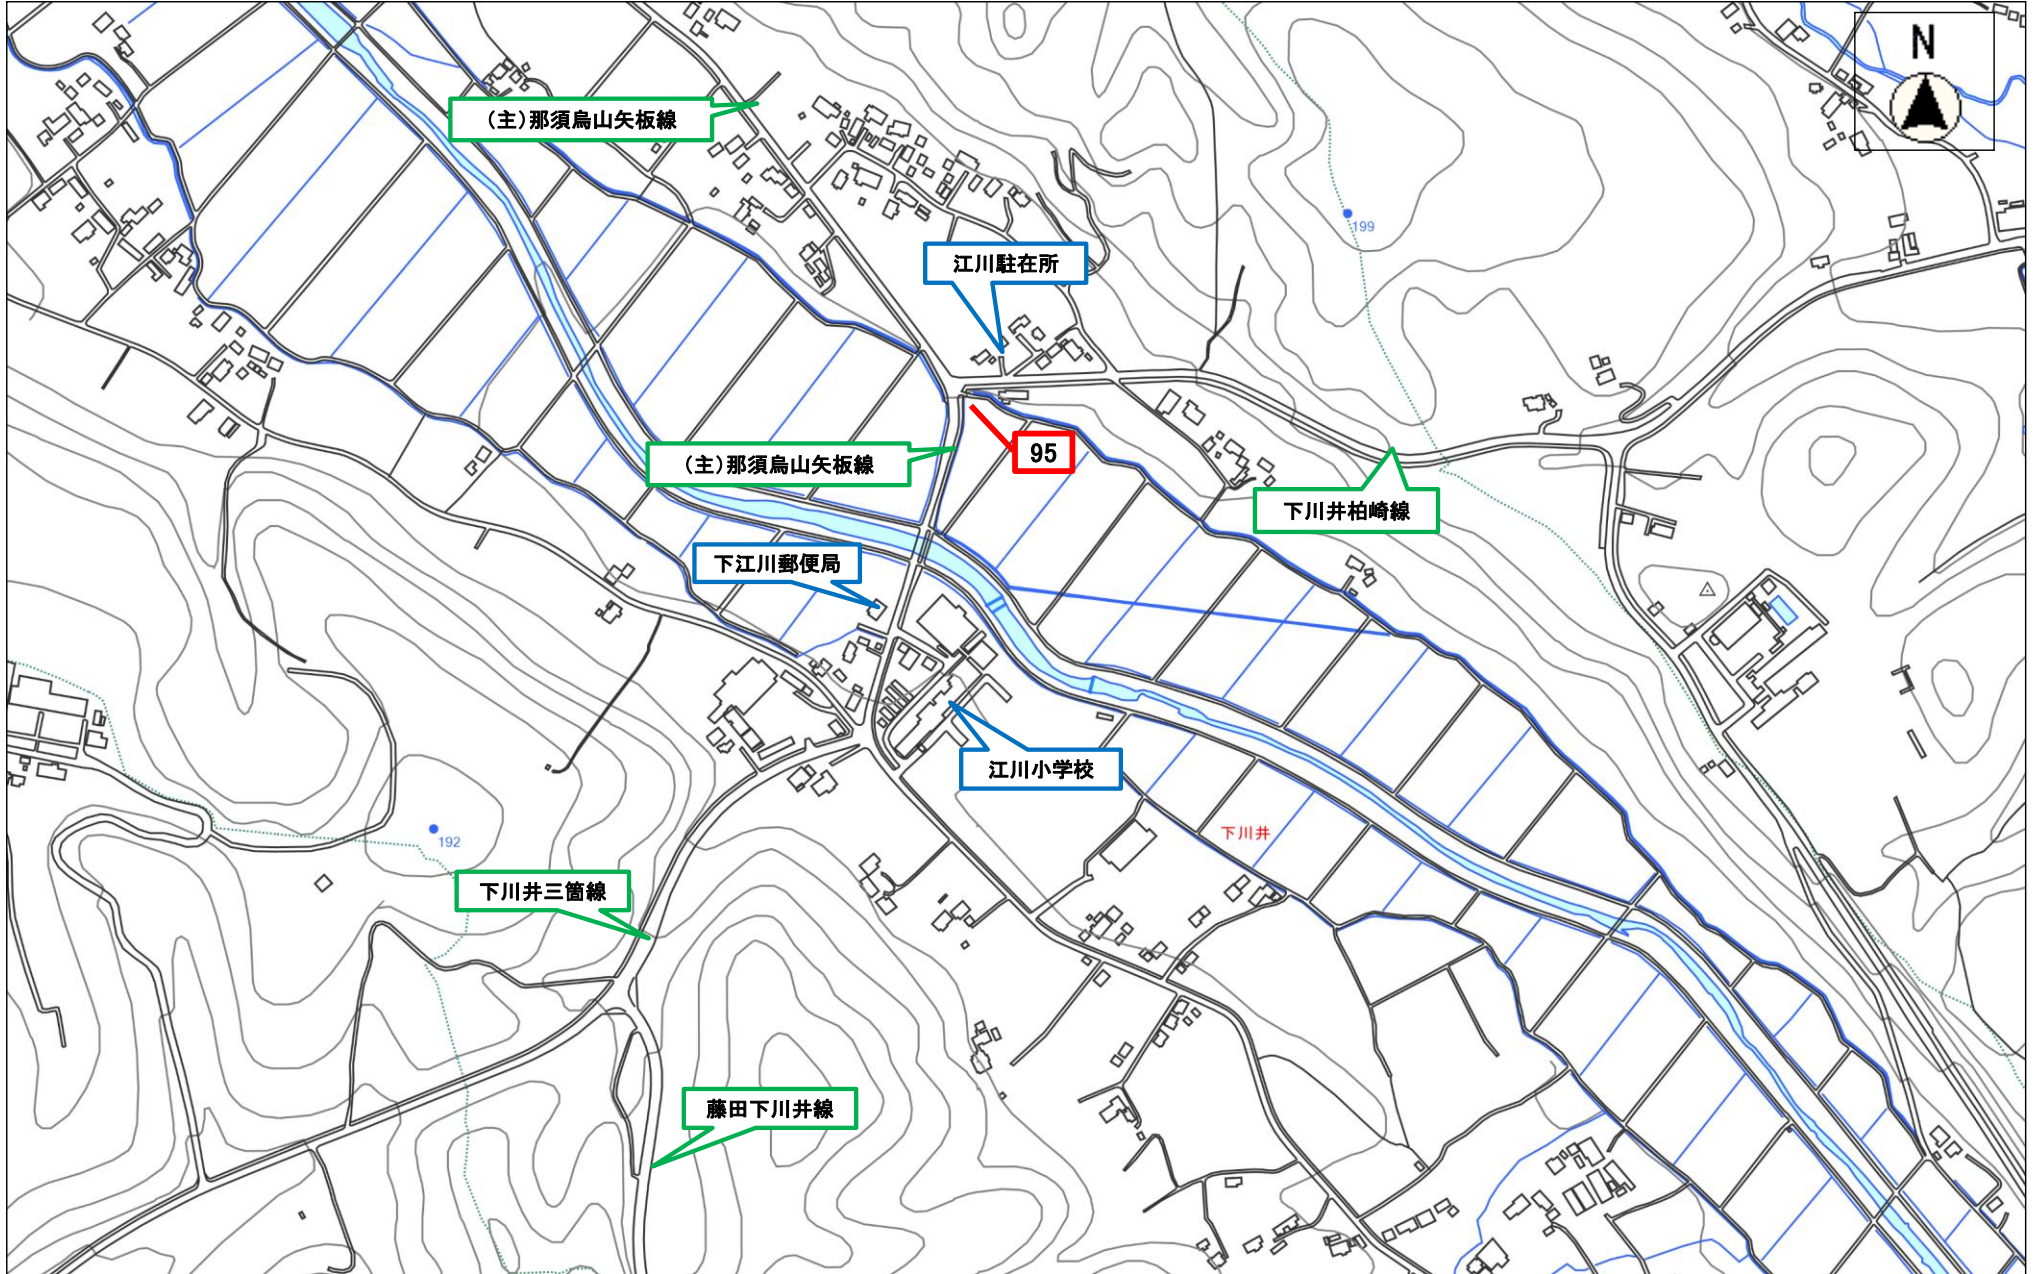 N
(主)那須烏山矢板線
199
江川駐在所
(主)那須烏山矢板線
95
下川井柏崎線
下江川郵便局
江川小学校
下川井
192
下川井三箇線
藤田下川井線